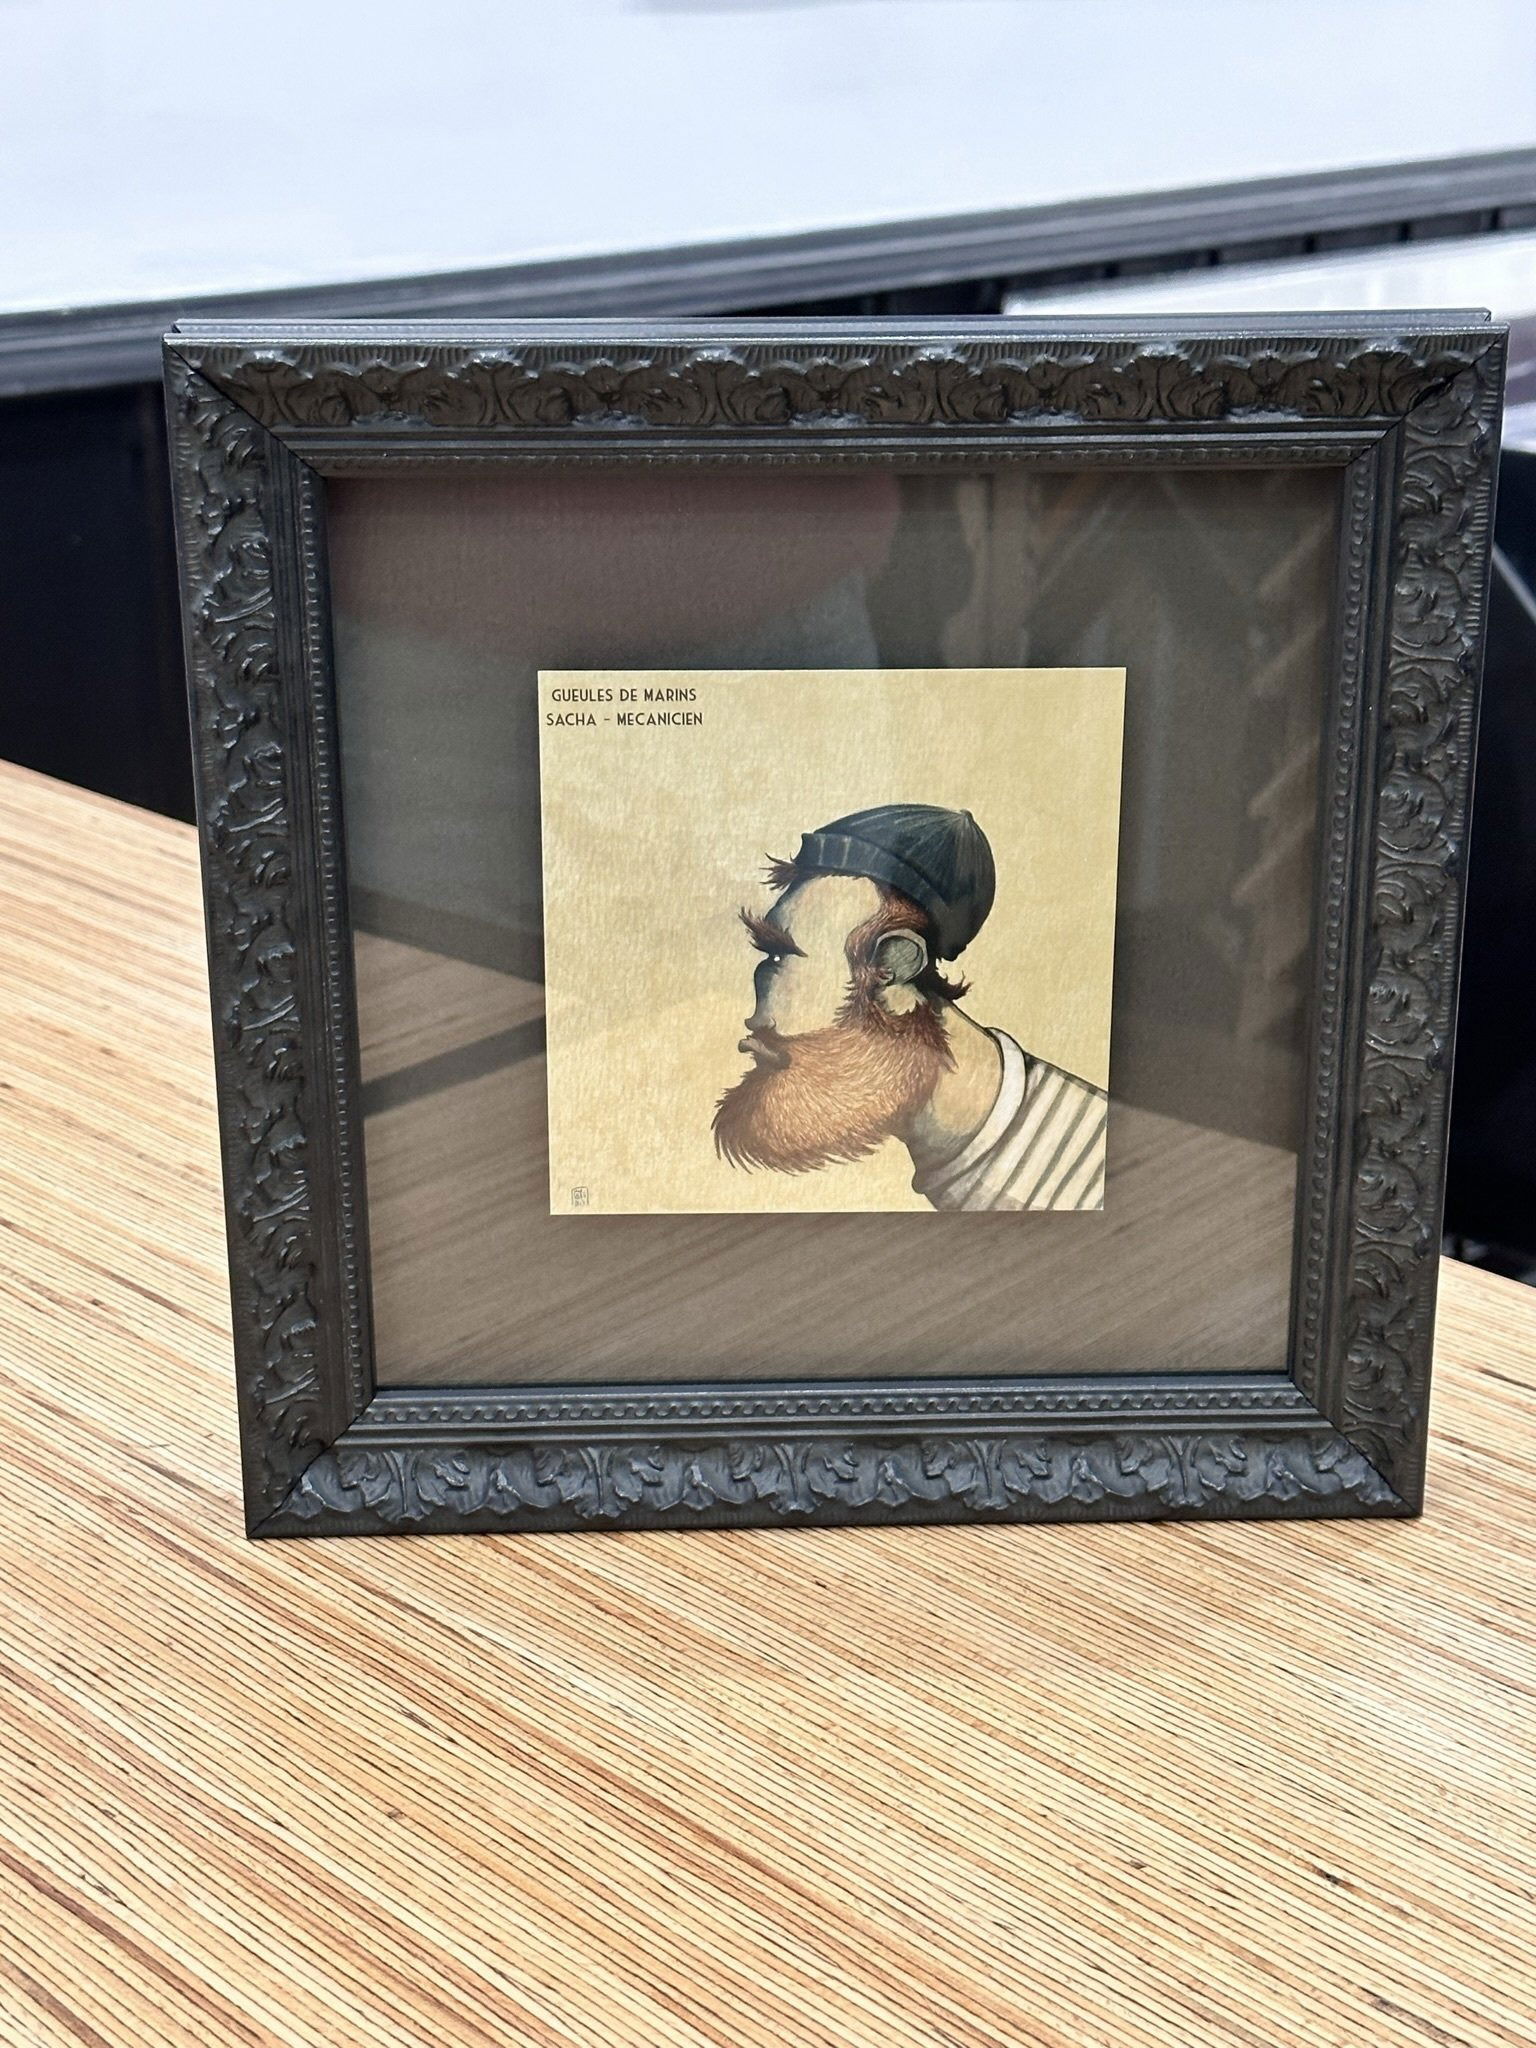 GUEULES DE MARINS
SACHA - MECANICIEN